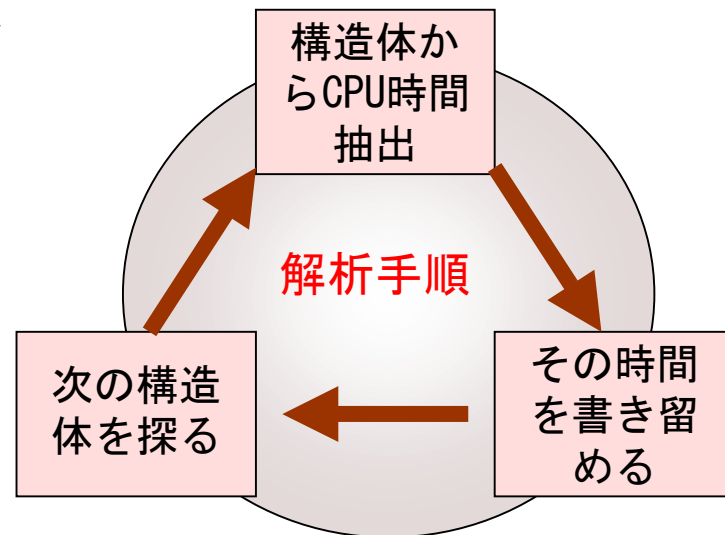 構造体か
らCPU時間
抽出
解析手順
次の構造
体を探る
その時間
を書き留
める